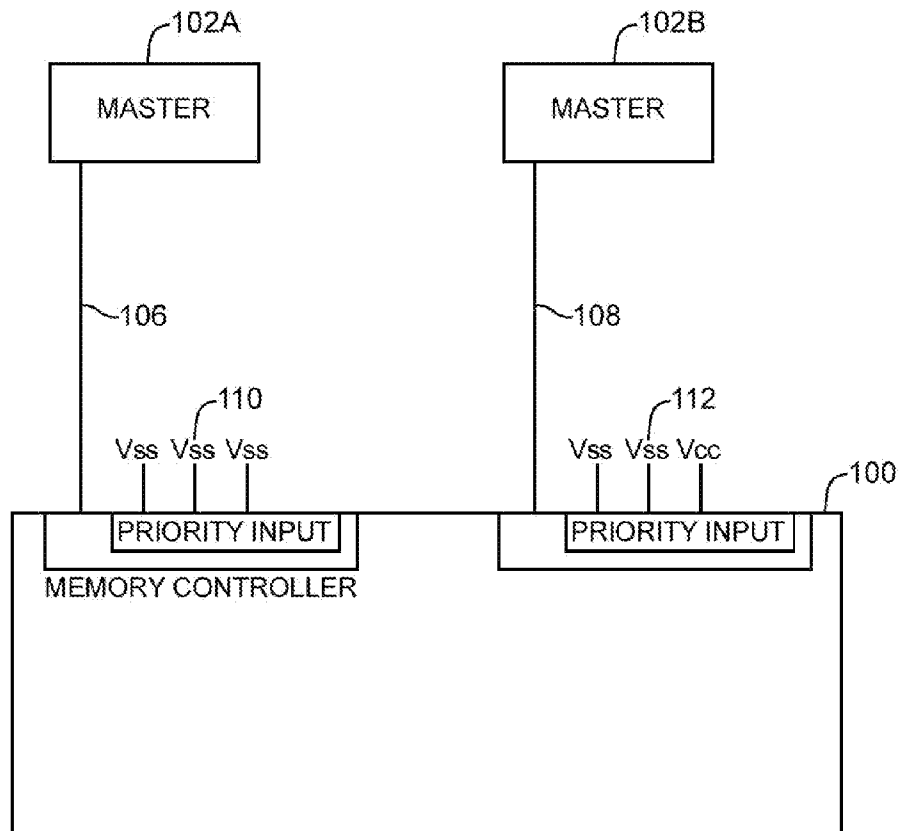 102A 102B
MASTER MASTER
106 108
110 112
Vss Vss Vss Vss Vss Vcc
100
PRIORITY INPUT PRIORITY INPUT
MEMORY CONTROLLER